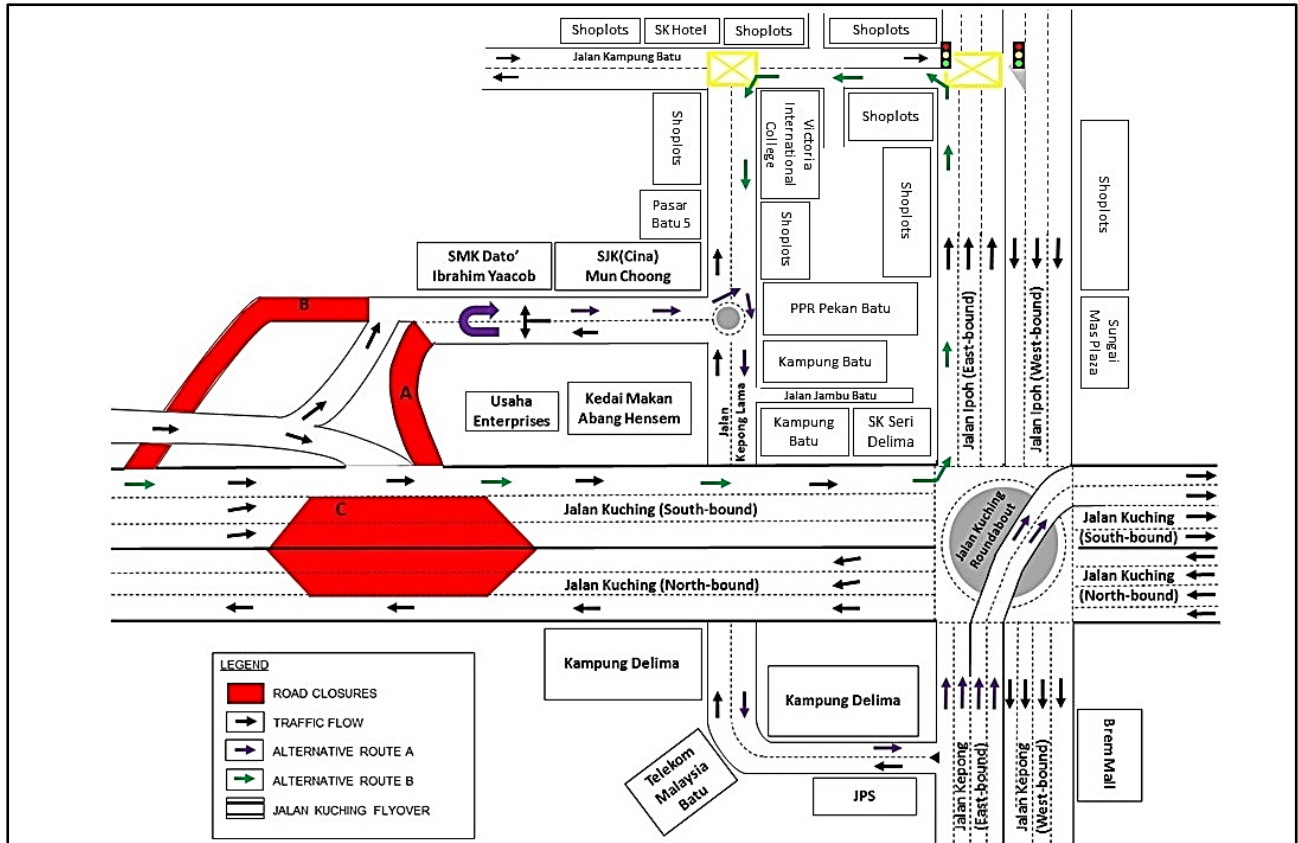 Shoplots
SK Hotel
Shoplots
Shoplots
Jalan Kampung Batu
Shoplots
Victoria
International
College
Shoplots
Shoplots
Pasar
Batu 5
Shoplots
Shoplots
SMK Dato'
Ibrahim Yaacob
SJK(Cina)
Mun Choong
B
PPR Pekan Batu
Sungai
Mas Plaza
Jalan Ipoh (East-bound)
Jalan Ipoh (West-bound)
A
Kampung Batu
Jalan
Kepong Lama
Jalan Jambu Batu
Usaha
Enterprises
Kedai Makan
Abang Hensem
Kampung
Batu
SK Seri
Delima
C
Jalan Kuching (South-bound)
Jalan Kuching
Roundabout
Jalan Kuching
(South-bound)
Jalan Kuching (North-bound)
Jalan Kuching
(North-bound)
Kampung Delima
Kampung Delima
Telekom
Malaysia
Batu
JPS
Jalan Kepong
(East-bound)
Jalan Kepong
(West-bound)
Brem Mall
LEGEND
ROAD CLOSURES
TRAFFIC FLOW
ALTERNATIVE ROUTE A
ALTERNATIVE ROUTE B
JALAN KUCHING FLYOVER